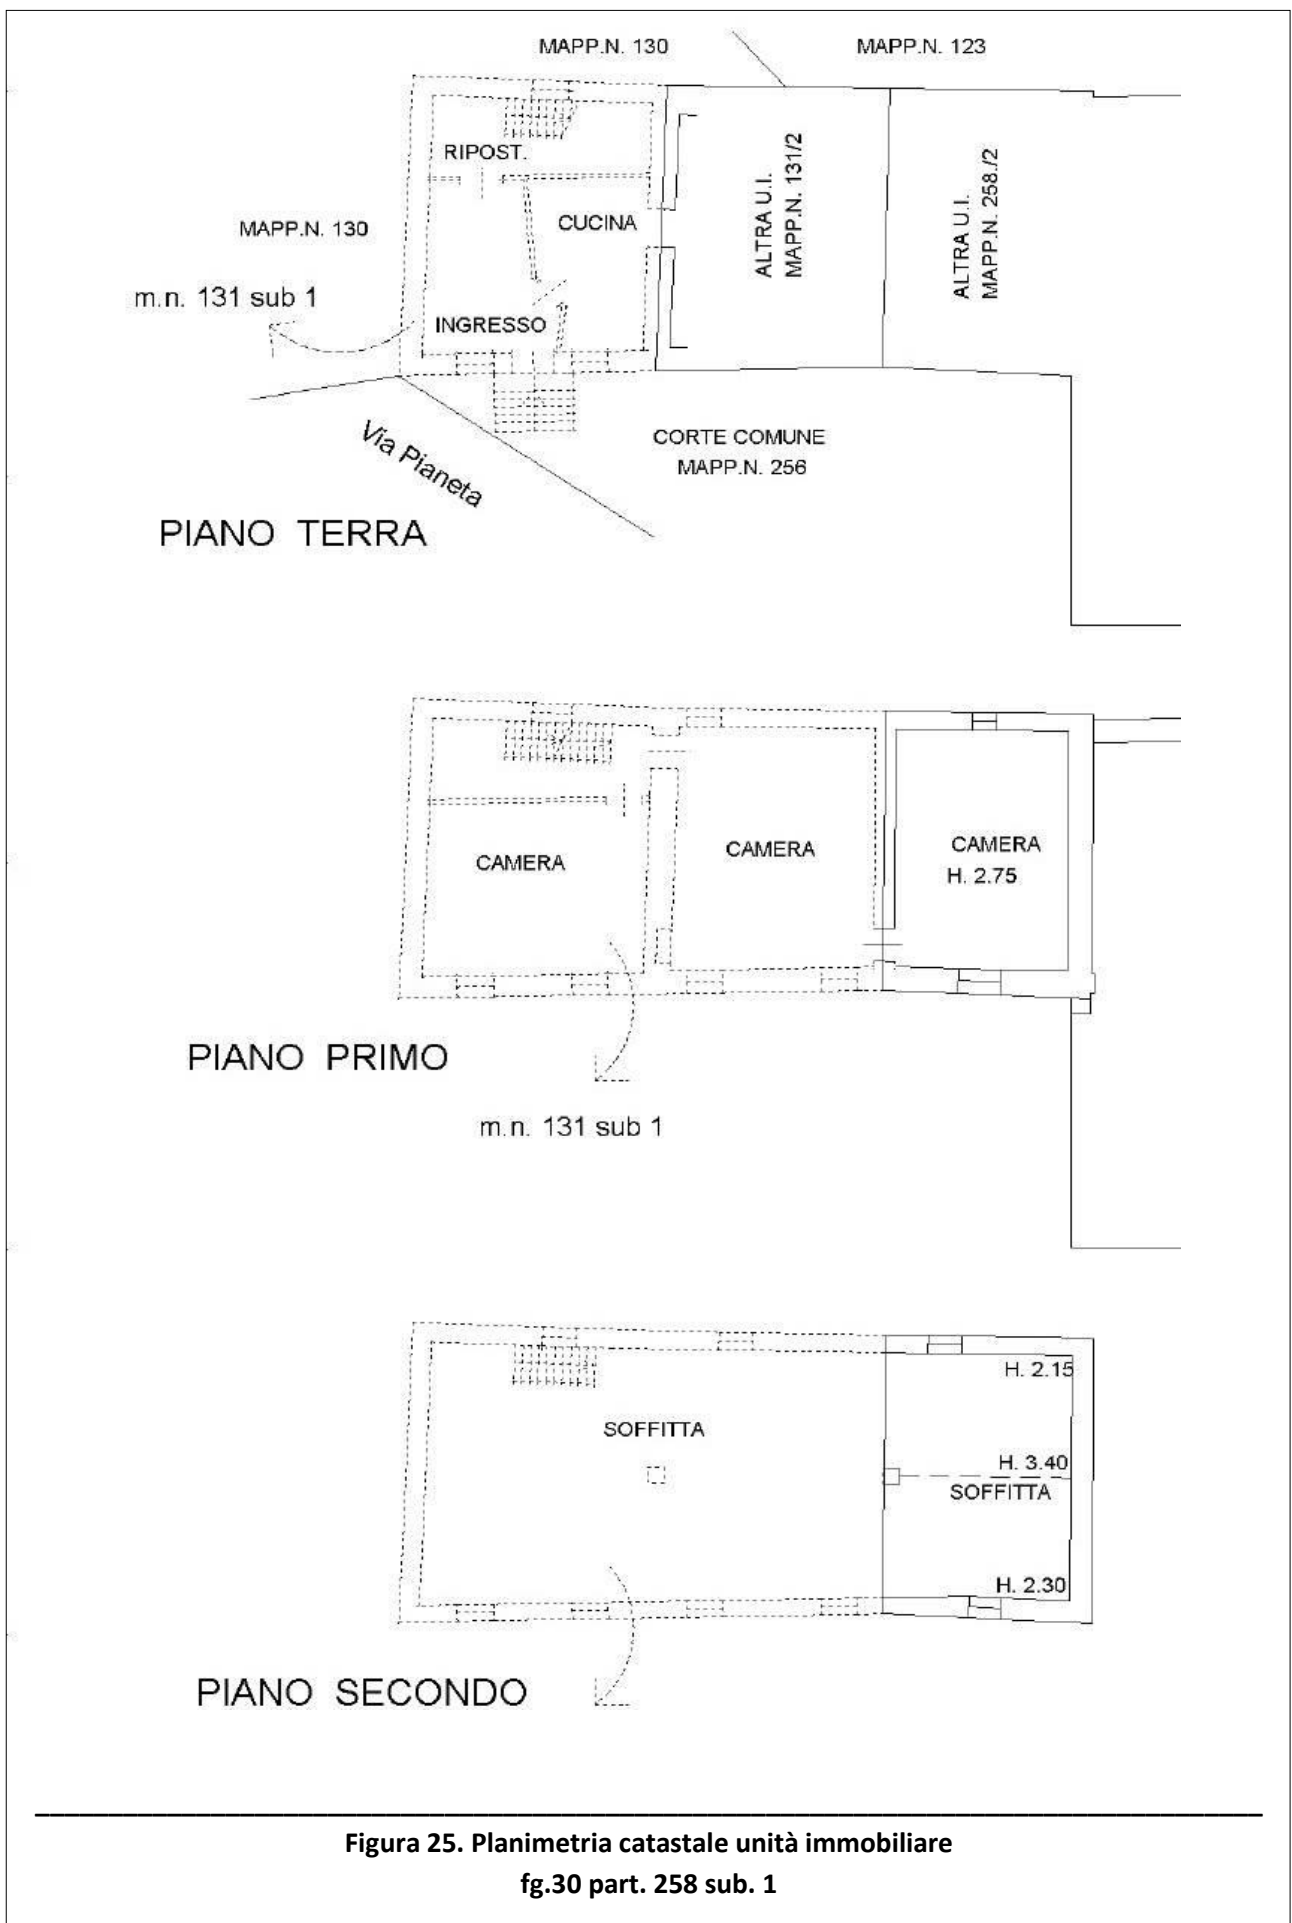 MAPP.N. 130
MAPP.N. 123
RIPOST.
CUCINA
ALTRA U.I.
MAPP.N. 131/2
ALTRA U.I.
MAPP.N. 258./2
MAPP.N. 130
m.n. 131 sub 1
INGRESSO
Via Pianeta
CORTE COMUNE
MAPP.N. 256
PIANO TERRA
CAMERA
CAMERA
CAMERA
H. 2.75
PIANO PRIMO
m.n. 131 sub 1
H. 2.15
SOFFITTA
H. 3.40
SOFFITTA
H. 2.30
PIANO SECONDO
Figura 25. Planimetria catastale unità immobiliare
fg.30 part. 258 sub. 1